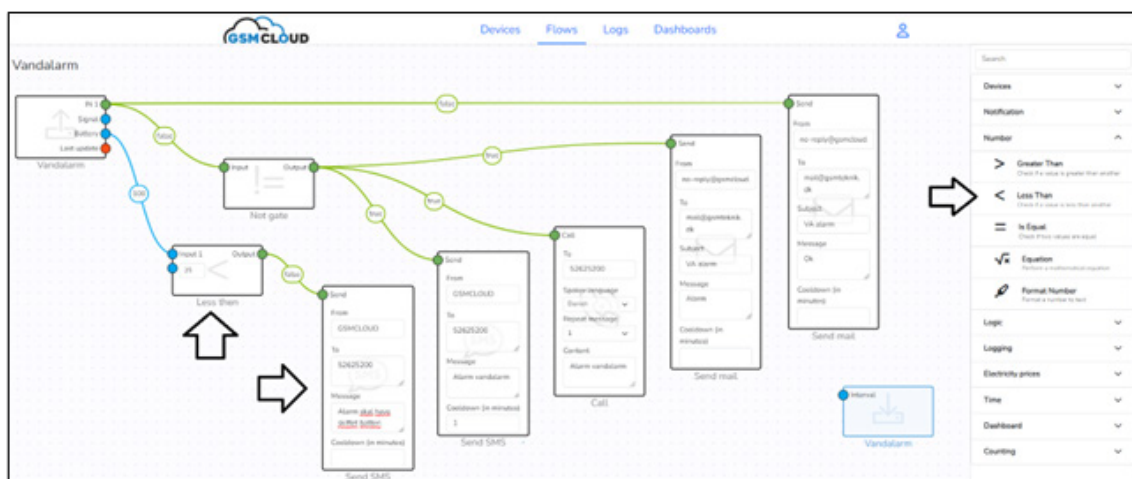 GSMCLOUD
Devices Flows Logs Dashboards
Vandalarm
IN 1
Signal
Battery
Last update
Vandalarm
false
false
100
Input Output
Not gate
true
true
true
Input 1 Output
25
Less then
false
Send
From
GSMCLOUD
To
52625200
Message
Alarm skal have
skiftet batteri
Cooldown (in minutes)
Send SMS
Send
From
GSMCLOUD
To
52625200
Message
Alarm vandalarm
Cooldown (in minutes)
1
Send SMS
Call
To
52625200
Spoken language
Danish
Repeat message
1
Content
Alarm vandalarm
Call
Send
From
no-reply@gsmcloud
To
mail@gsmteknik.
dk
Subject
VA alarm
Message
Alarm
Cooldown (in
minutes)
Send mail
Send
From
no-reply@gsmcloud
To
mail@gsmteknik.
dk
Subject
VA alarm
Message
Ok
Cooldown (in
minutes)
Send mail
Interval
Vandalarm
Search
Devices
Notification
Number
Greater Than
Check if a value is greater than another
Less Than
Check if a value is less than another
Is Equal
Check if two values are equal
Equation
Perform a mathematical equation
Format Number
Format a number to text
Logic
Logging
Electricity prices
Time
Dashboard
Counting